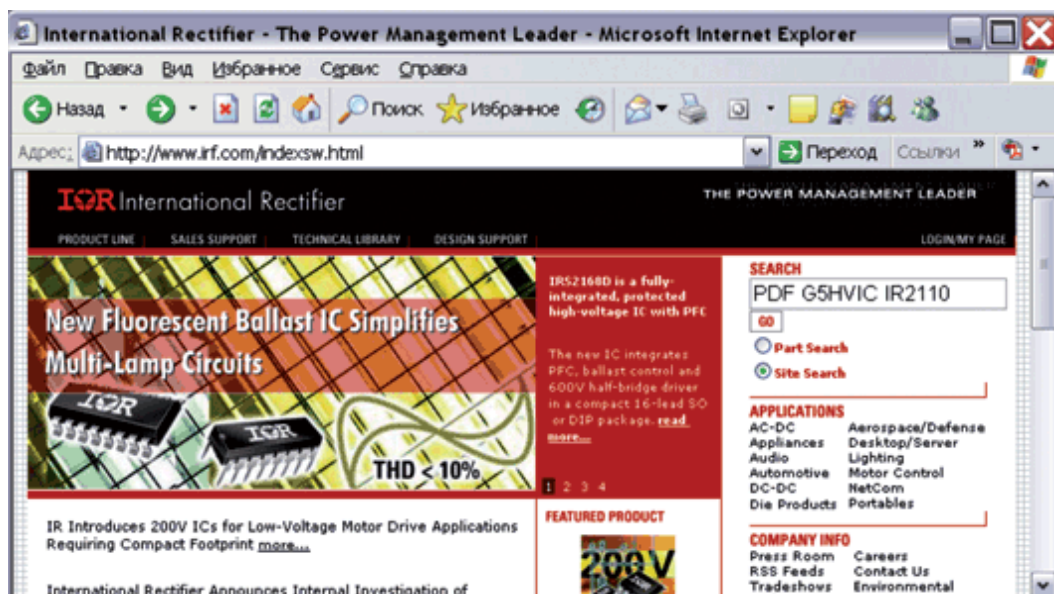 International Rectifier - The Power Management Leader - Microsoft Internet Explorer
Файл Правка Вид Избранное Сервис Справка
Назад Поиск Избранное
Адрес: http://www.irf.com/indexsw.html Переход Ссылки »
IOR International Rectifier
THE POWER MANAGEMENT LEADER
PRODUCT LINE SALES SUPPORT TECHNICAL LIBRARY DESIGN SUPPORT LOGIN/MY PAGE
New Fluorescent Ballast IC Simplifies
Multi-Lamp Circuits
IOR
IOR
THD < 10%
IRS2168D is a fully-
integrated, protected
high-voltage IC with PFC
The new IC integrates
PFC, ballast control and
600V half-bridge driver
in a compact 16-lead SO
or DIP package. read
more...
1 2 3 4
SEARCH
PDF G5HVIC IR2110
GO
Part Search
Site Search
APPLICATIONS
AC-DC Aerospace/Defense
Appliances Desktop/Server
Audio Lighting
Automotive Motor Control
DC-DC NetCom
Die Products Portables
COMPANY INFO
Press Room Careers
RSS Feeds Contact Us
Tradeshows Environmental
IR Introduces 200V ICs for Low-Voltage Motor Drive Applications
Requiring Compact Footprint more...
International Rectifier Announces Internal Investigation of
FEATURED PRODUCT
200V